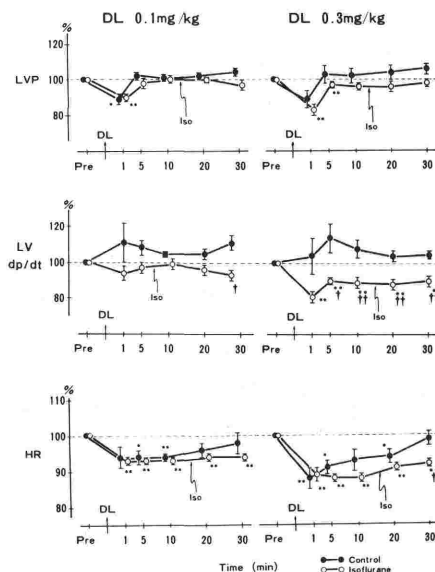 DL 0.1mg/kg DL 0.3mg/kg
%
LVP
100
80
* ** **  **
Iso Iso
DL DL
Pre 1 5 10 20 30 Pre 1 5 10 20 30
%
120
LV
dp/dt
100
80
Iso Iso
† ** ** † ** †† ** †† * †
DL DL
Pre 1 5 10 20 30 Pre 1 5 10 20 30
%
110
HR
100
90
80
* ** * *
** ** ** ** ** ** ** ** ** ** ** †
Iso Iso
DL DL
Pre 1 5 10 20 30 Pre 1 5 10 20 30
Time (min)
Control
Isoflurane